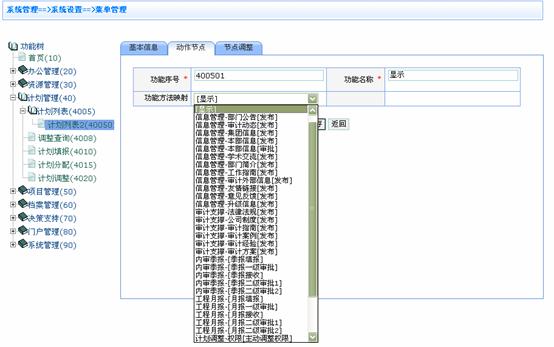 系统管理==>系统设置==>菜单管理
功能树
首页(10)
办公管理(20)
资源管理(30)
计划管理(40)
计划列表(4005)
计划列表2(40050
调整查询(4008)
计划填报(4010)
计划分配(4015)
计划调整(4020)
项目管理(50)
档案管理(60)
决策支持(70)
门户管理(80)
系统管理(90)
基本信息 动作节点 节点调整
功能序号 * 400501 功能名称 * 显示
功能方法映射 [显示]
返回
[显示]
信息管理-部门公告[发布]
信息管理-审计动态[发布]
信息管理-集团信息[发布]
信息管理-本部信息[发布]
信息管理-本部信息[审批]
信息管理-学术交流[发布]
信息管理-部门简介[发布]
信息管理-工作指南[发布]
信息管理-审计外部信息[发布]
信息管理-友情链接[发布]
信息管理-意见反馈[发布]
信息管理-升级信息[发布]
审计支撑-法律法规[发布]
审计支撑-公司制度[发布]
审计支撑-审计指南[发布]
审计支撑-审计案例[发布]
审计支撑-审计经验[发布]
审计支撑-审计方案[发布]
内审季报-[季报填报]
内审季报-[季报一级审批]
内审季报-[季报接收]
内审季报-[季报二级审批1]
内审季报-[季报二级审批2]
工程月报-[月报填报]
工程月报-[月报一级审批]
工程月报-[月报接收]
工程月报-[月报二级审批1]
工程月报-[月报二级审批2]
计划调整-权限[主动调整权限]